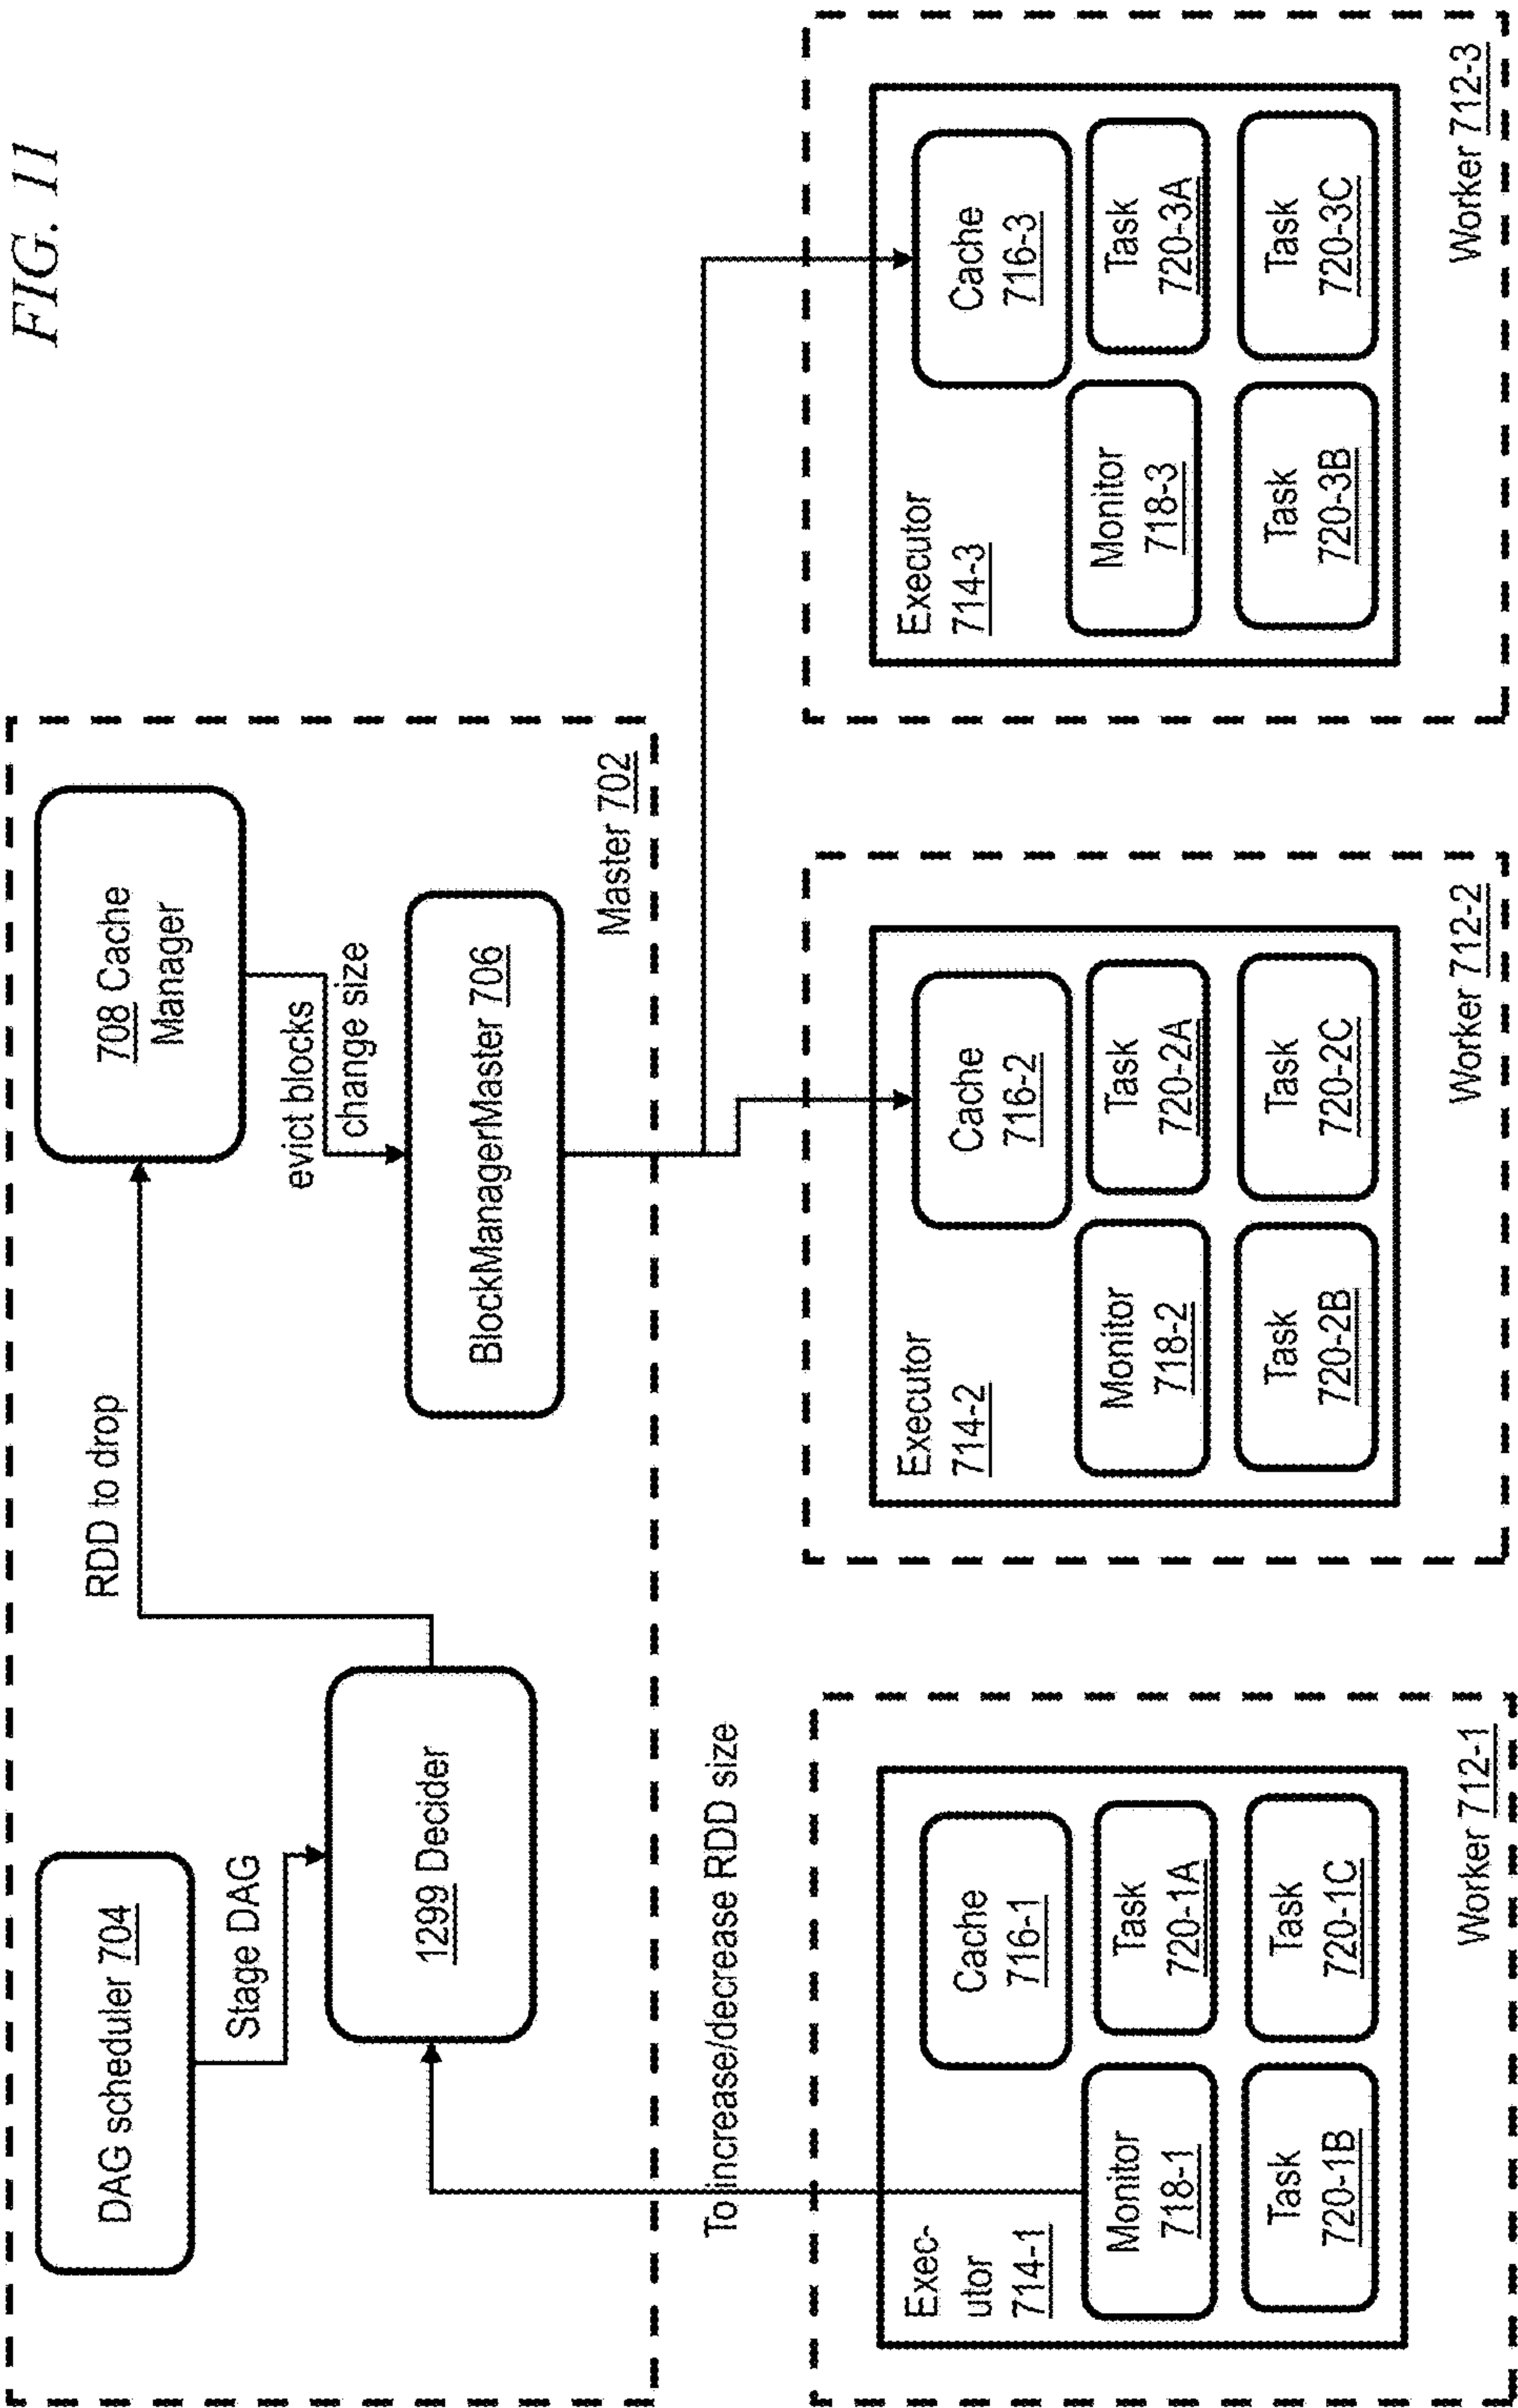 FIG. 11
DAG scheduler 704
Stage DAG
1299 Decider
RDD to drop
708 Cache
Manager
evict blocks
change size
BlockManagerMaster 706
Master 702
To increase/decrease RDD size
Exec-
utor
714-1
Cache
716-1
Monitor
718-1
Task
720-1A
Task
720-1B
Task
720-1C
Worker 712-1
Executor
714-2
Cache
716-2
Monitor
718-2
Task
720-2A
Task
720-2B
Task
720-2C
Worker 712-2
Executor
714-3
Cache
716-3
Monitor
718-3
Task
720-3A
Task
720-3B
Task
720-3C
Worker 712-3